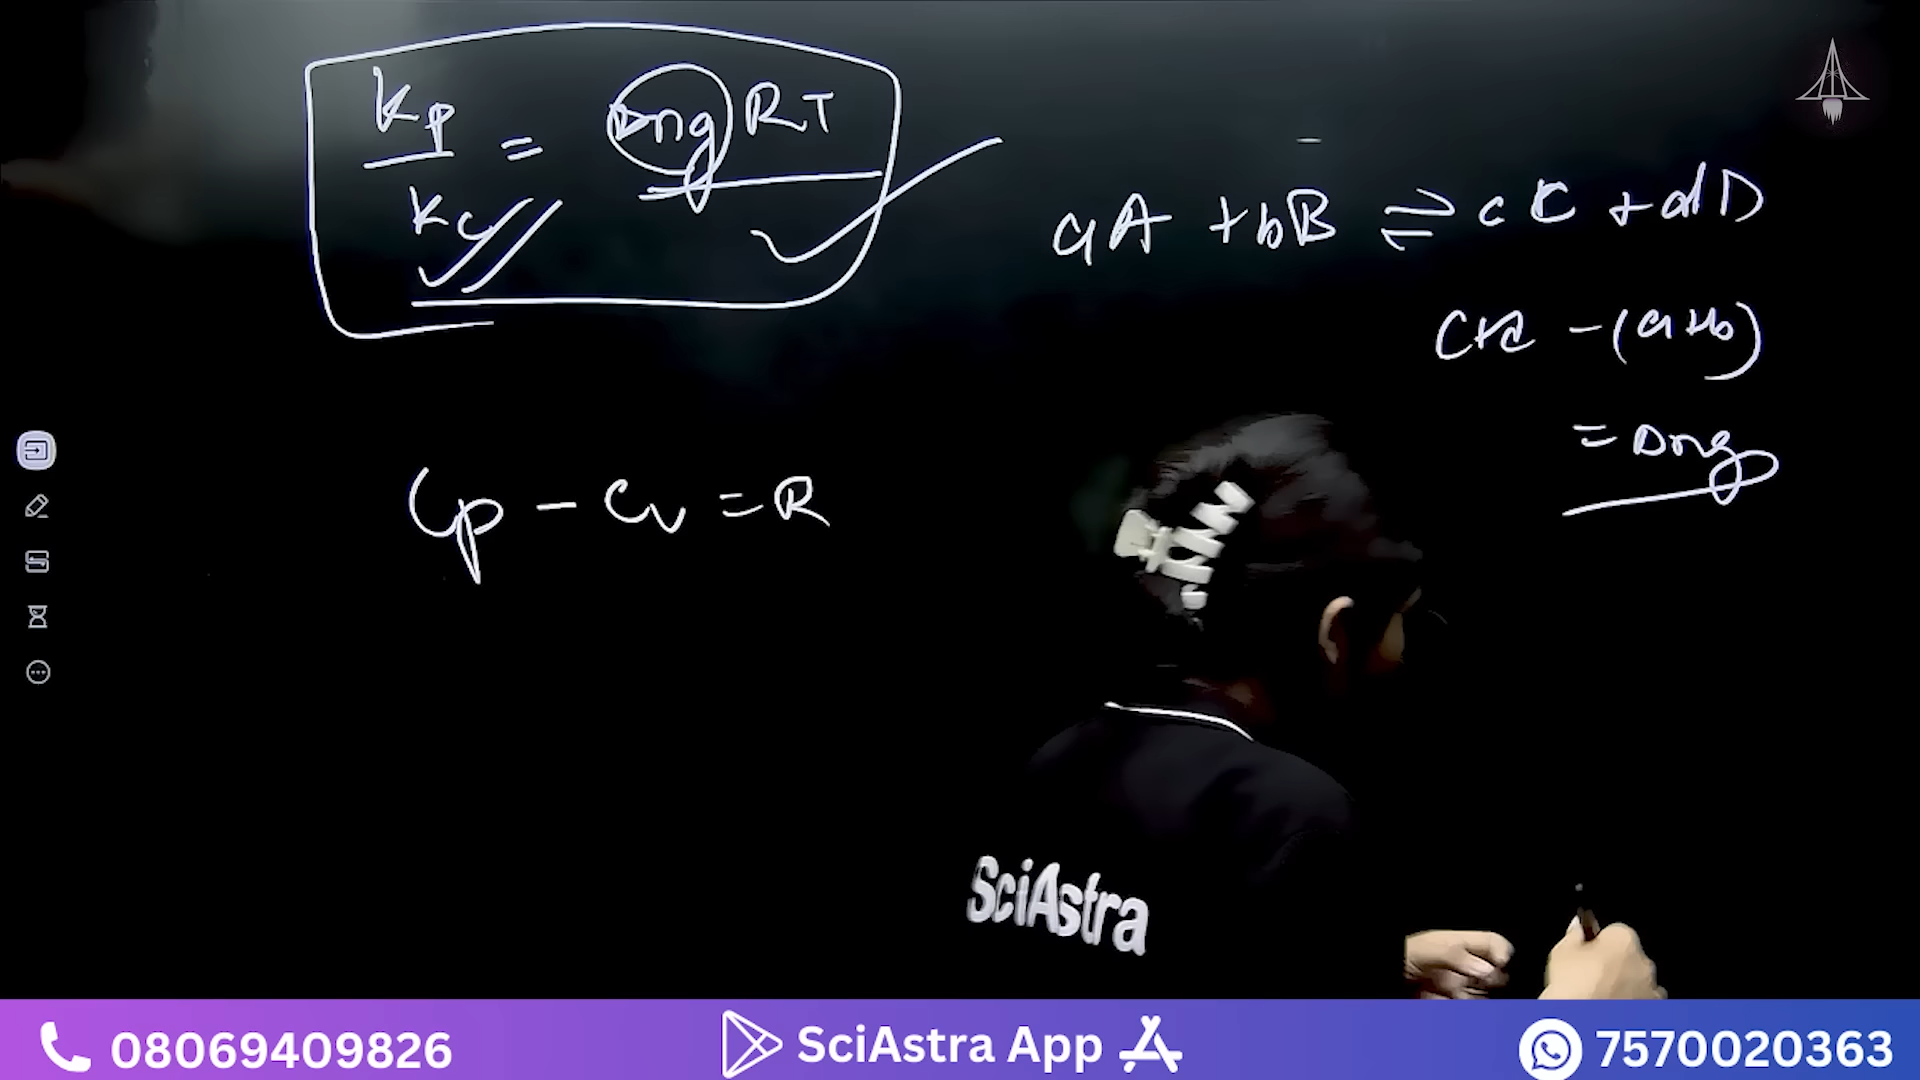 kp / kc = Δng RT
aA + bB ⇌ cC + dD
c+d - (a+b)
= Δng
Cp - Cv = R
SciAstra
08069409826
SciAstra App
7570020363